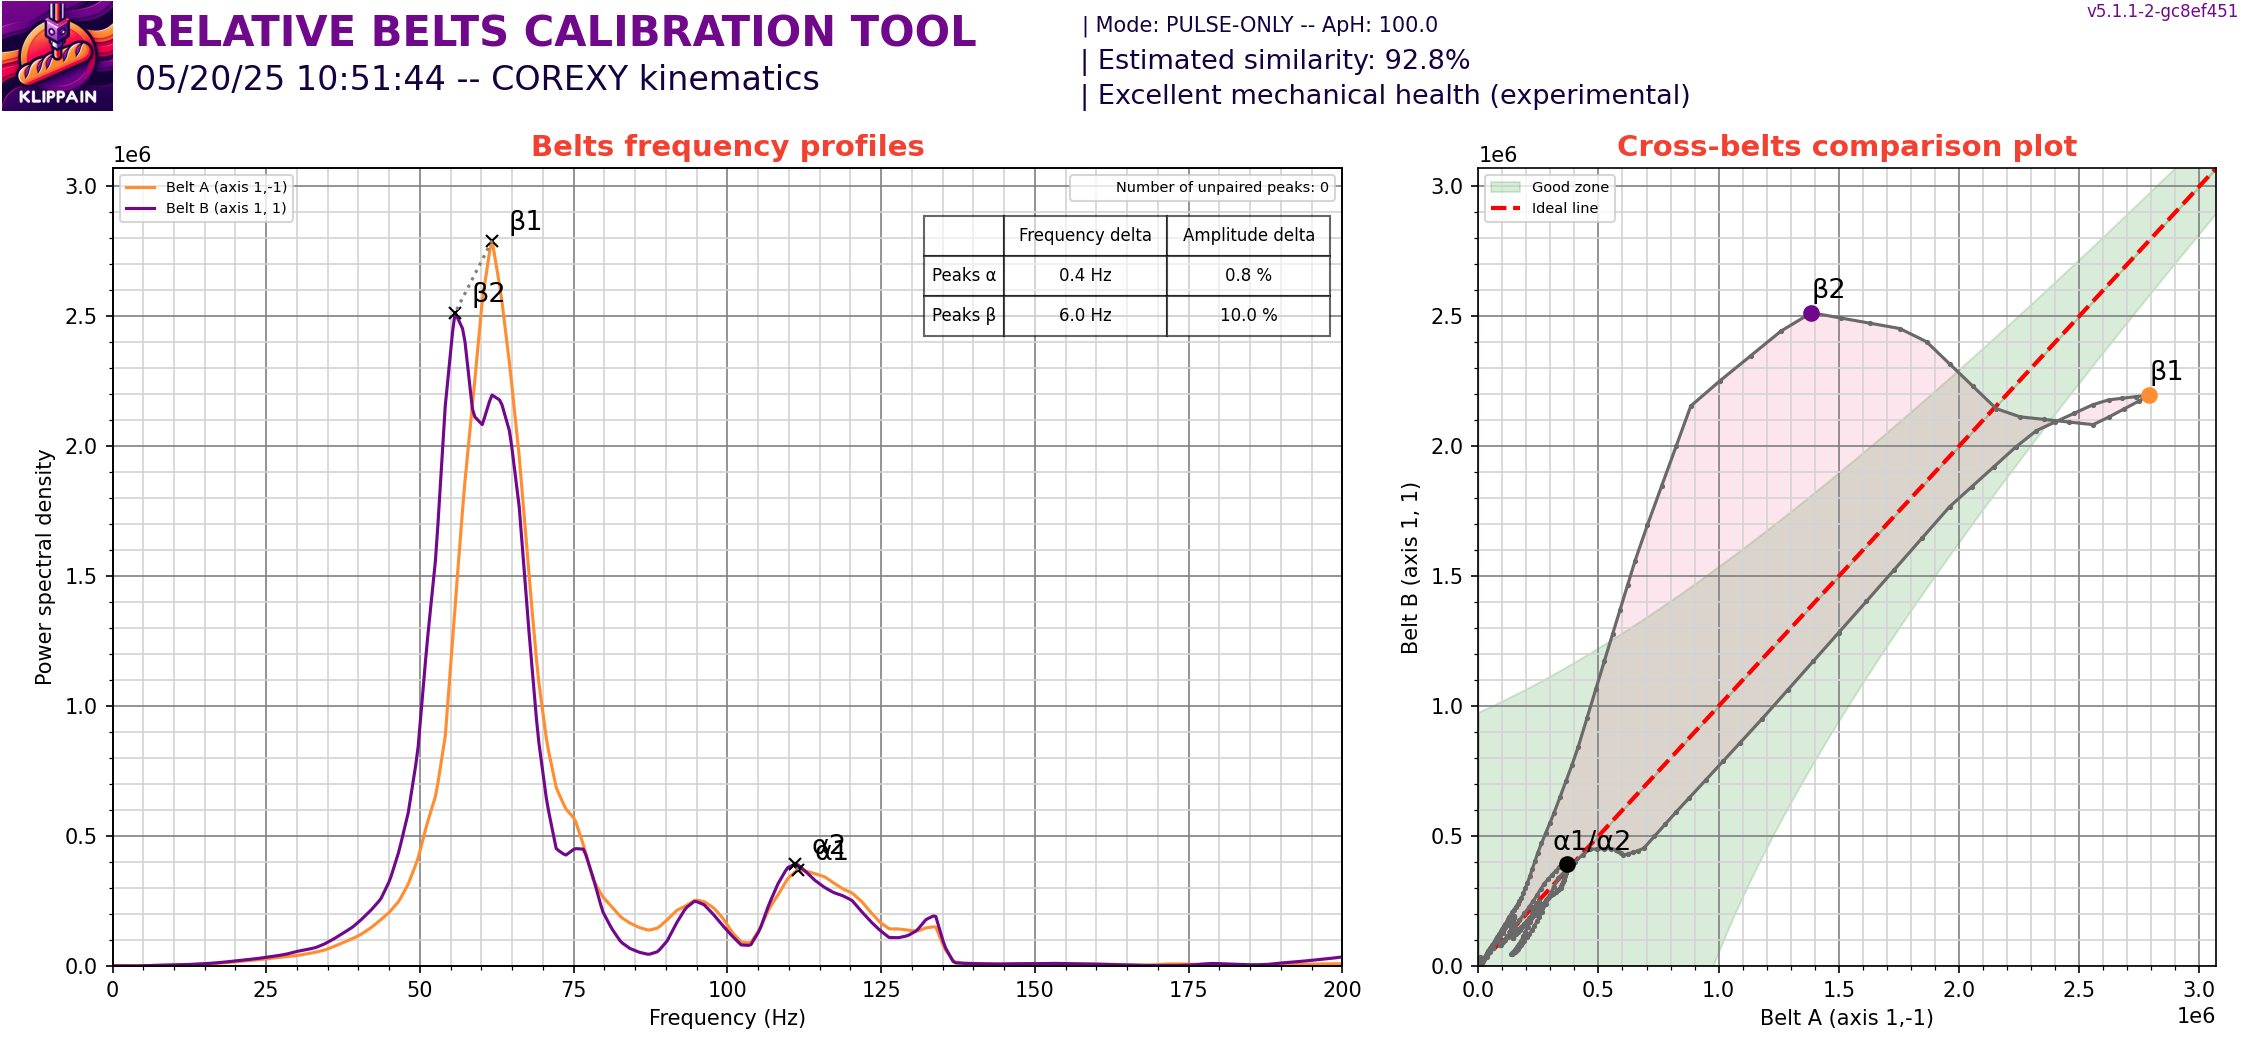 KLIPPAIN
RELATIVE BELTS CALIBRATION TOOL
05/20/25 10:51:44 -- COREXY kinematics
| Mode: PULSE-ONLY -- ApH: 100.0
| Estimated similarity: 92.8%
| Excellent mechanical health (experimental)
v5.1.1-2-gc8ef451
Belts frequency profiles
1e6
Belt A (axis 1,-1)
Belt B (axis 1, 1)
Number of unpaired peaks: 0
Frequency delta Amplitude delta
Peaks α 0.4 Hz 0.8 %
Peaks β 6.0 Hz 10.0 %
β1
β2
α2
α1
3.0
2.5
2.0
1.5
1.0
0.5
0.0
Power spectral density
0 25 50 75 100 125 150 175 200
Frequency (Hz)
Cross-belts comparison plot
1e6
Good zone
Ideal line
β2
β1
α1/α2
3.0
2.5
2.0
1.5
1.0
0.5
0.0
Belt B (axis 1, 1)
0.0 0.5 1.0 1.5 2.0 2.5 3.0
Belt A (axis 1,-1)
1e6